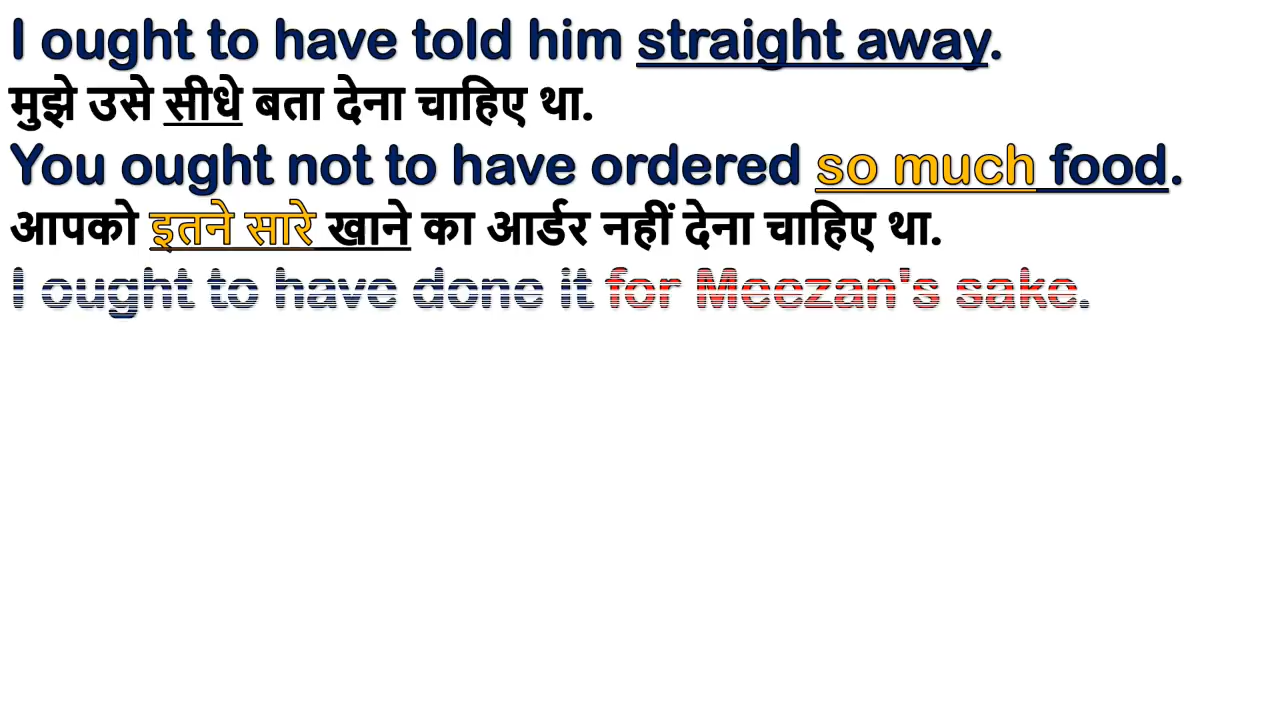 I ought to have told him straight away.
मुझे उसे सीधे बता देना चाहिए था.
You ought not to have ordered so much food.
आपको इतने सारे खाने का आर्डर नहीं देना चाहिए था.
I ought to have done it for Meezan's sake.